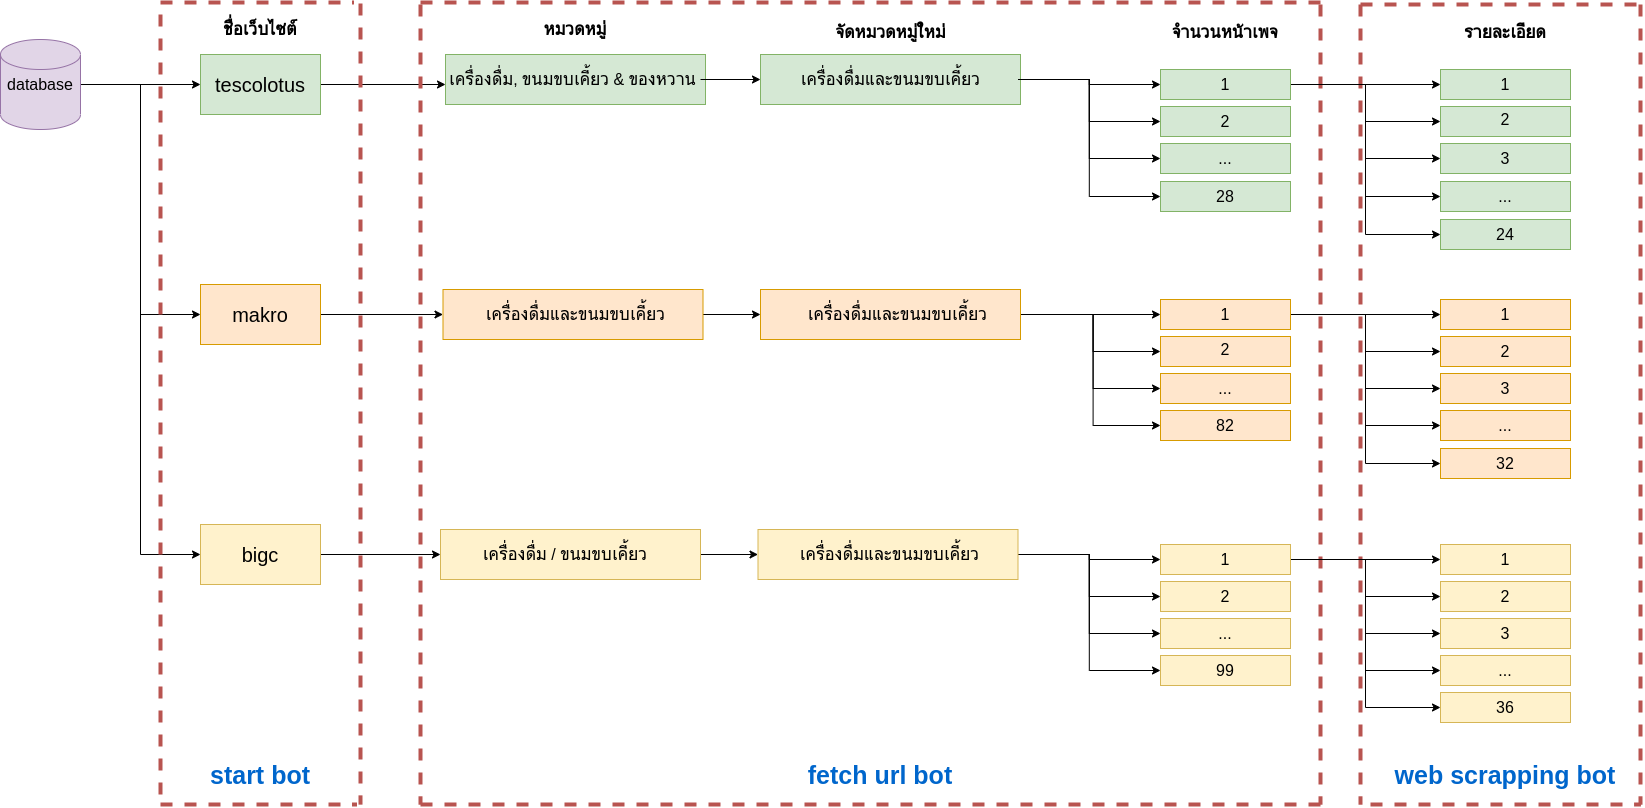 ชื่อเว็บไซต์
หมวดหมู่
จัดหมวดหมู่ใหม่
จำนวนหน้าเพจ
รายละเอียด
database
tescolotus
เครื่องดื่ม, ขนมขบเคี้ยว & ของหวาน
เครื่องดื่มและขนมขบเคี้ยว
1
2
...
28
1
2
3
...
24
makro
เครื่องดื่มและขนมขบเคี้ยว
เครื่องดื่มและขนมขบเคี้ยว
1
2
...
82
1
2
3
...
32
bigc
เครื่องดื่ม / ขนมขบเคี้ยว
เครื่องดื่มและขนมขบเคี้ยว
1
2
...
99
1
2
3
...
36
start bot
fetch url bot
web scrapping bot